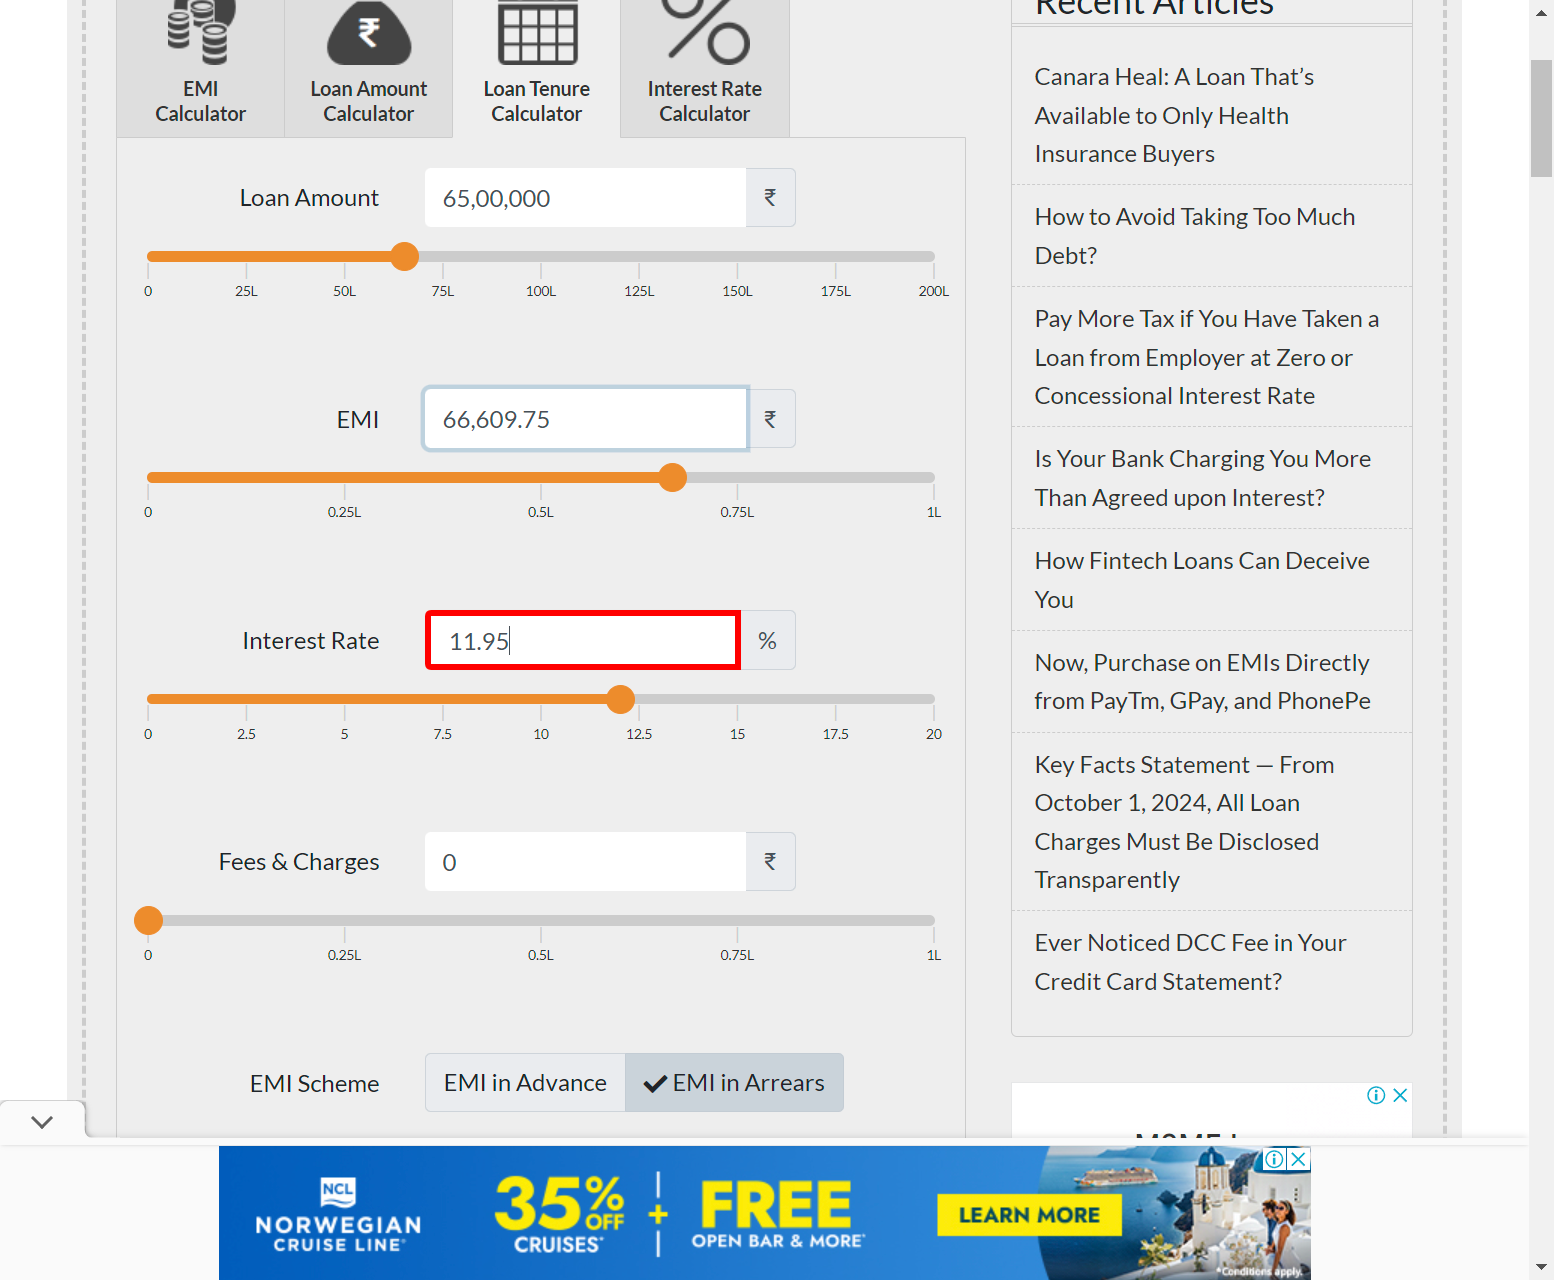 EMI
Calculator
Loan Amount
Calculator
Loan Tenure
Calculator
Interest Rate
Calculator
Loan Amount
65,00,000
₹
0
25L
50L
75L
100L
125L
150L
175L
200L
EMI
66,609.75
₹
0
0.25L
0.5L
0.75L
1L
Interest Rate
11.95
%
0
2.5
5
7.5
10
12.5
15
17.5
20
Fees & Charges
0
₹
0
0.25L
0.5L
0.75L
1L
EMI Scheme
EMI in Advance
EMI in Arrears
Recent Articles
Canara Heal: A Loan That’s
Available to Only Health
Insurance Buyers
How to Avoid Taking Too Much
Debt?
Pay More Tax if You Have Taken a
Loan from Employer at Zero or
Concessional Interest Rate
Is Your Bank Charging You More
Than Agreed upon Interest?
How Fintech Loans Can Deceive
You
Now, Purchase on EMIs Directly
from PayTm, GPay, and PhonePe
Key Facts Statement — From
October 1, 2024, All Loan
Charges Must Be Disclosed
Transparently
Ever Noticed DCC Fee in Your
Credit Card Statement?
NCL
NORWEGIAN
CRUISE LINE®
35% OFF
CRUISES*
+
FREE
OPEN BAR & MORE*
LEARN MORE
*Conditions apply.